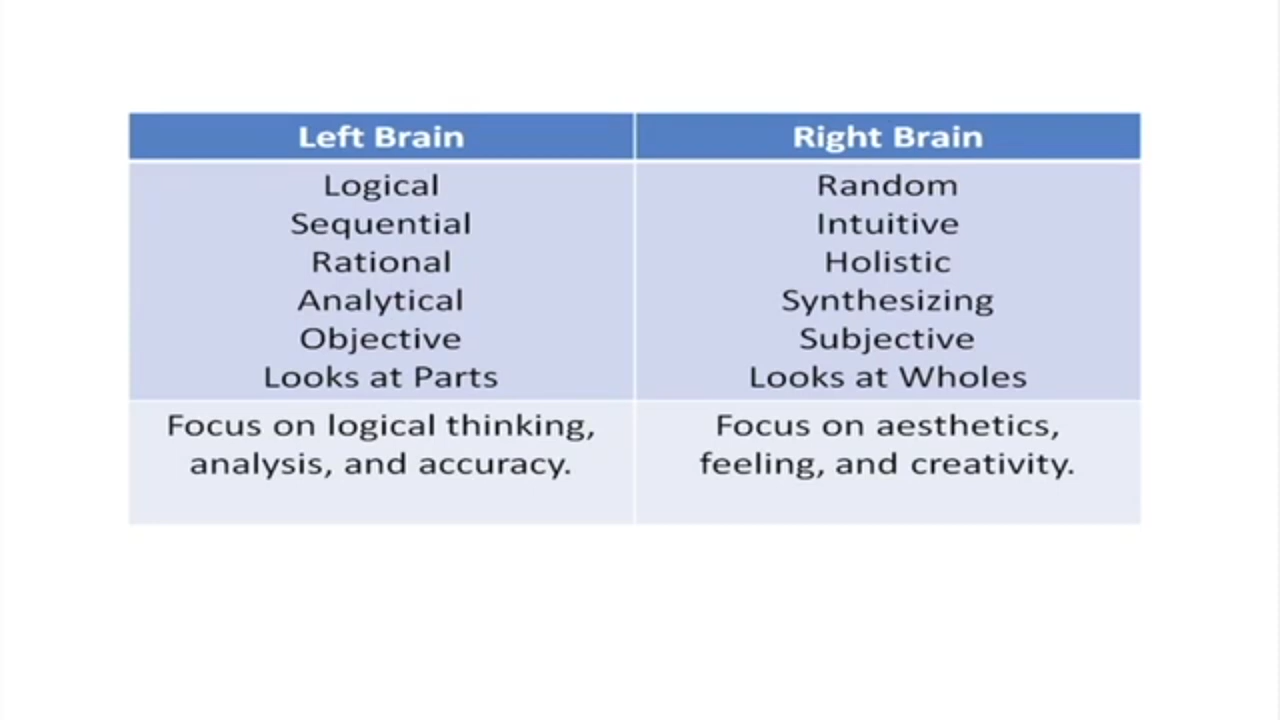 Left Brain
Right Brain
Logical
Sequential
Rational
Analytical
Objective
Looks at Parts
Random
Intuitive
Holistic
Synthesizing
Subjective
Looks at Wholes
Focus on logical thinking,
analysis, and accuracy.
Focus on aesthetics,
feeling, and creativity.